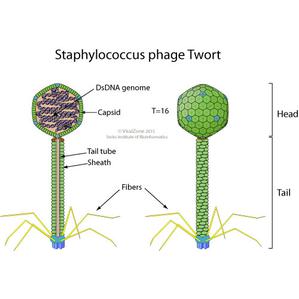 Staphylococcus phage Twort
DsDNA genome
Capsid
T=16
Head
© ViralZone 2015
Swiss Institute of Bioinformatics
Tail tube
Sheath
Fibers
Tail